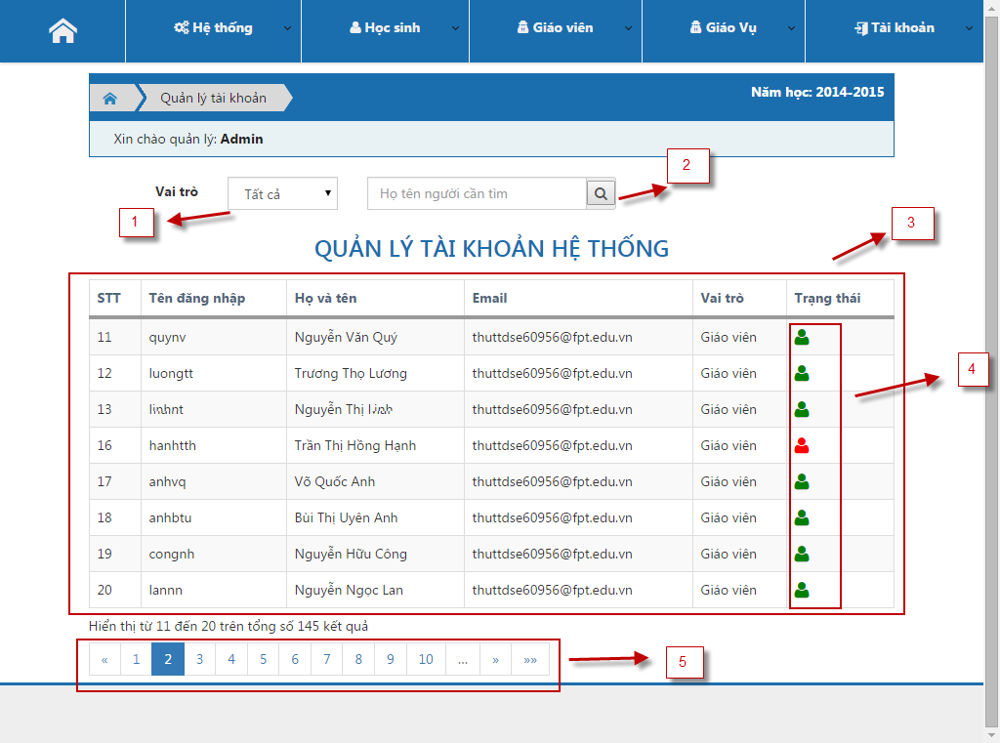 Hệ thống Học sinh Giáo viên Giáo Vụ Tài khoản
Quản lý tài khoản Năm học: 2014-2015
Xin chào quản lý: Admin
Vai trò Tất cả Họ tên người cần tìm 2
1 3
QUẢN LÝ TÀI KHOẢN HỆ THỐNG
STT Tên đăng nhập Họ và tên Email Vai trò Trạng thái
11 quynv Nguyễn Văn Quý thuttdse60956@fpt.edu.vn Giáo viên
12 luongtt Trương Thọ Lương thuttdse60956@fpt.edu.vn Giáo viên
4
13 linhnt Nguyễn Thị Linh thuttdse60956@fpt.edu.vn Giáo viên
16 hanhtth Trần Thị Hồng Hạnh thuttdse60956@fpt.edu.vn Giáo viên
17 anhvq Võ Quốc Anh thuttdse60956@fpt.edu.vn Giáo viên
18 anhbtu Bùi Thị Uyên Anh thuttdse60956@fpt.edu.vn Giáo viên
19 congnh Nguyễn Hữu Công thuttdse60956@fpt.edu.vn Giáo viên
20 lannn Nguyễn Ngọc Lan thuttdse60956@fpt.edu.vn Giáo viên
Hiển thị từ 11 đến 20 trên tổng số 145 kết quả
« 1 2 3 4 5 6 7 8 9 10 ... » »» 5